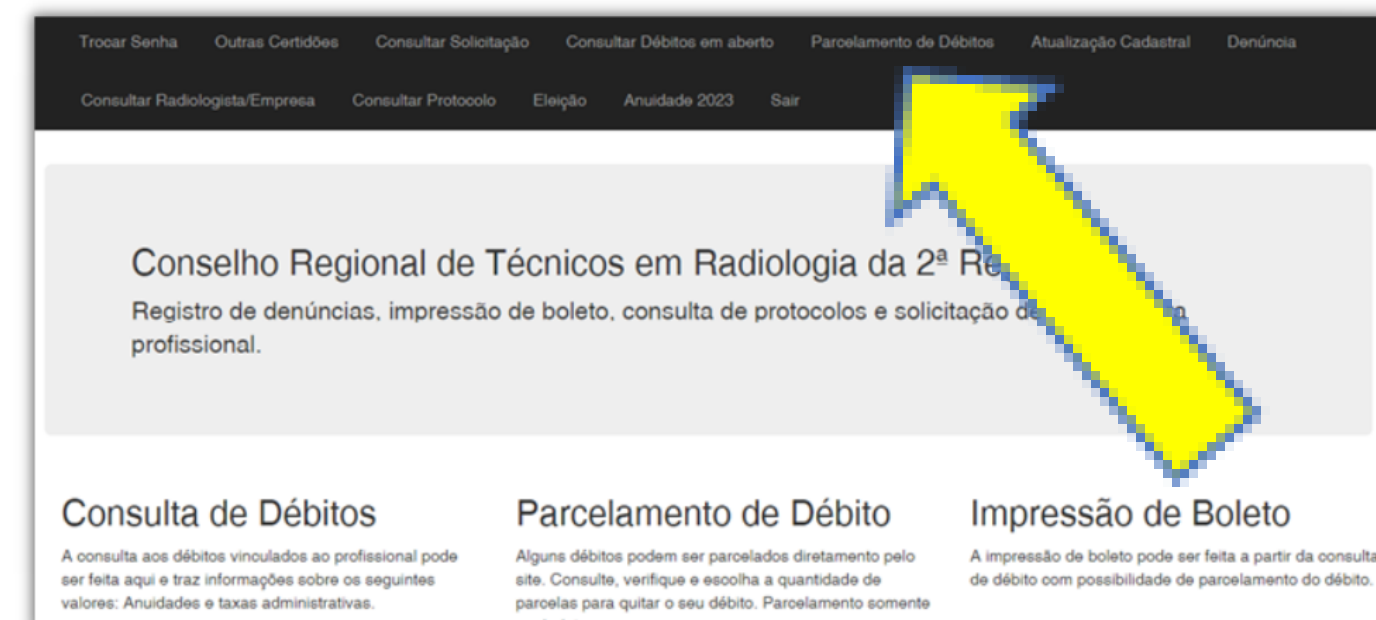 Trocar Senha Outras Certidões Consultar Solicitação Consultar Débitos em aberto Parcelamento de Débitos Atualização Cadastral Denúncia
Consultar Radiologista/Empresa Consultar Protocolo Eleição Anuidade 2023 Sair
Conselho Regional de Técnicos em Radiologia da 2ª
Registro de denúncias, impressão de boleto, consulta de protocolos e solicitação
profissional.
Consulta de Débitos
A consulta aos débitos vinculados ao profissional pode
ser feita aqui e traz informações sobre os seguintes
valores: Anuidades e taxas administrativas.
Parcelamento de Débito
Alguns débitos podem ser parcelados diretamento pelo
site. Consulte, verifique e escolha a quantidade de
parcelas para quitar o seu débito. Parcelamento somente
Impressão de Boleto
A impressão de boleto pode ser feita a partir da consulta
de débito com possibilidade de parcelamento do débito.